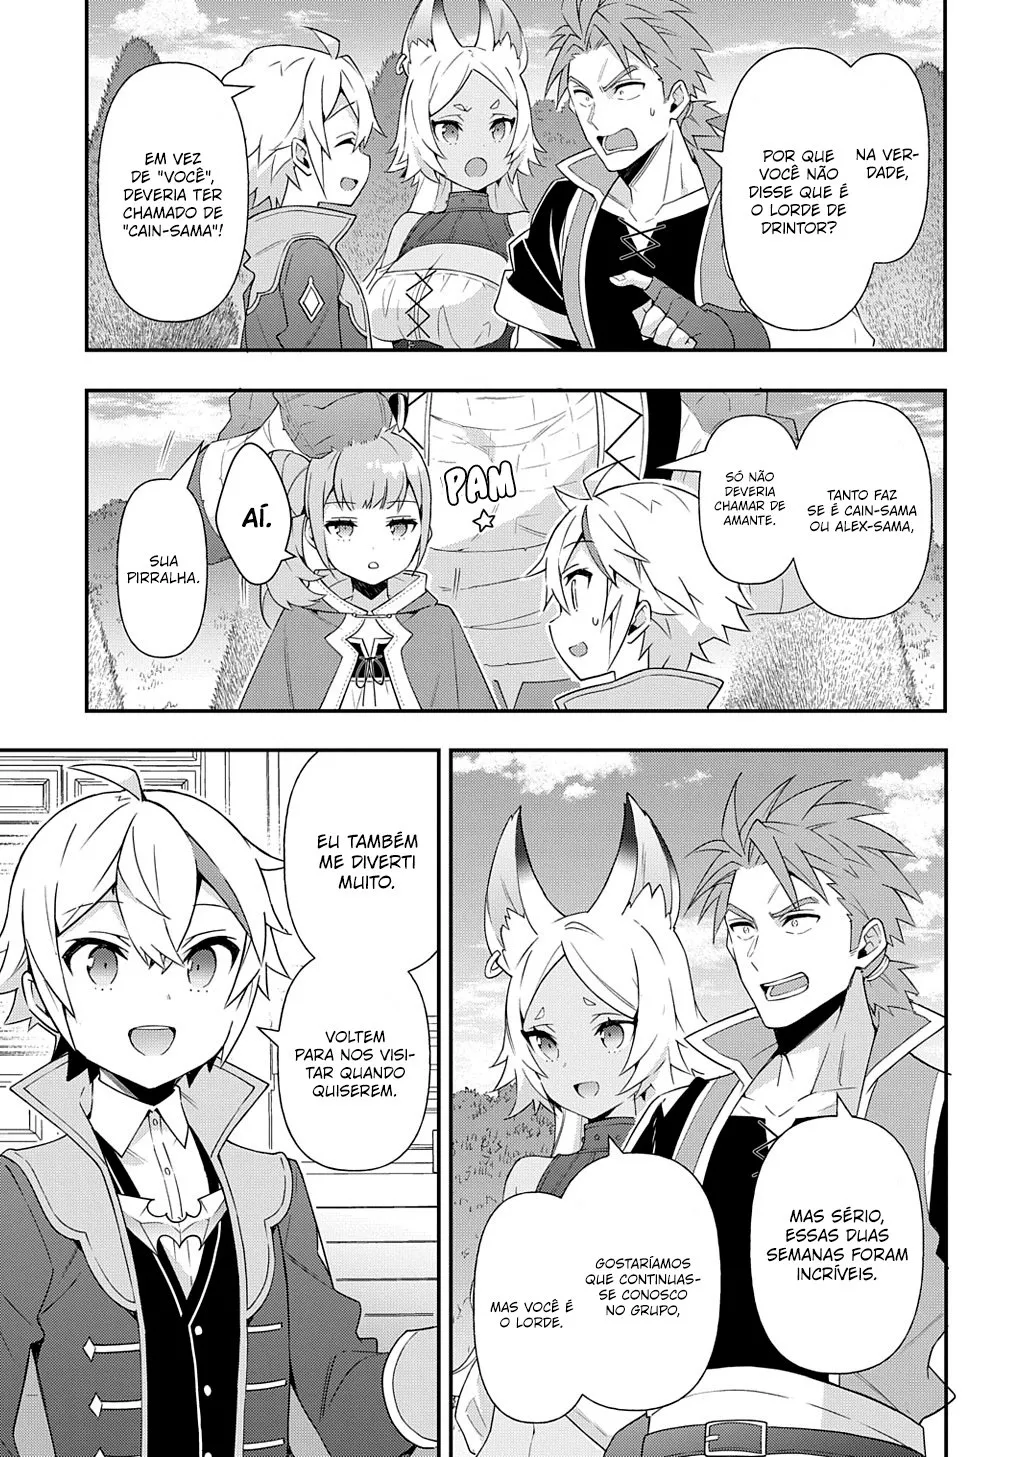 NA VER-
DADE,
POR QUE
VOCÊ NÃO
DISSE QUE É
O LORDE DE
DRINTOR?
EM VEZ
DE "VOCÊ",
DEVERIA TER
CHAMADO DE
"CAIN-SAMA"!
TANTO FAZ
SE É CAIN-SAMA
OU ALEX-SAMA,
SÓ NÃO
DEVERIA
CHAMAR DE
AMANTE.
PAM
AÍ.
SUA
PIRRALHA.
MAS SÉRIO,
ESSAS DUAS
SEMANAS FORAM
INCRÍVEIS.
GOSTARÍAMOS
QUE CONTINUAS-
SE CONOSCO
NO GRUPO,
MAS VOCÊ É
O LORDE.
EU TAMBÉM
ME DIVERTI
MUITO.
VOLTEM
PARA NOS VISI-
TAR QUANDO
QUISEREM.